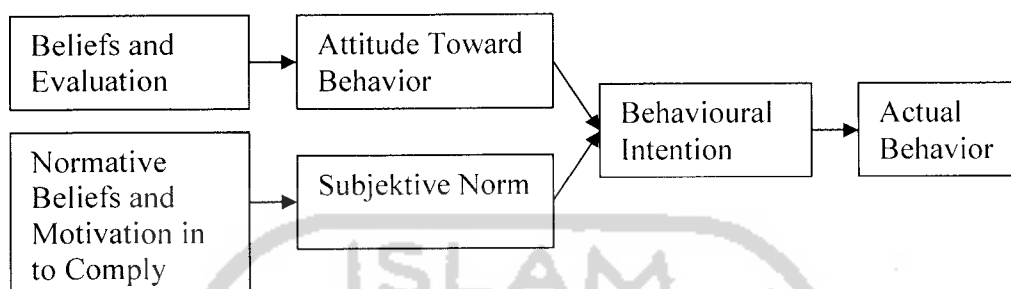 Beliefs and
Evaluation
Attitude Toward
Behavior
Normative
Beliefs and
Motivation in
to Comply
Subjektive Norm
Behavioural
Intention
Actual
Behavior
ISLAM